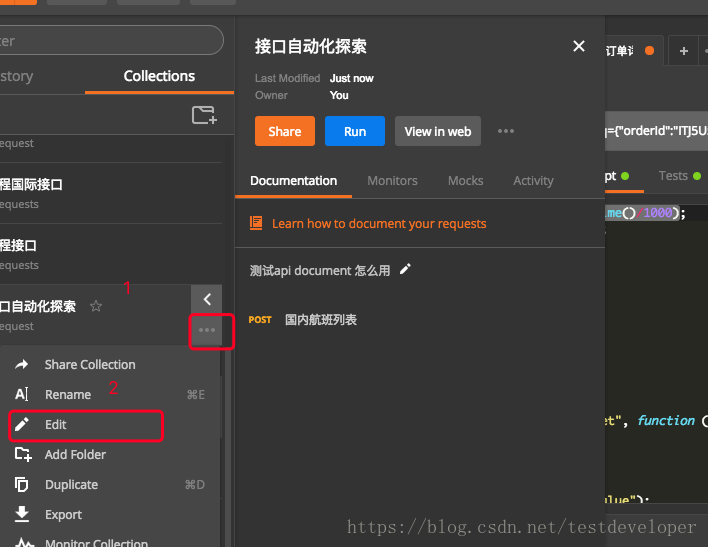 ter
接口自动化探索
Last Modified Just now
Owner You
订单详
story
Collections
Share
Run
View in web
q={"orderId":"ITJ5U
equest
Documentation
Monitors
Mocks
Activity
pt
Tests
程国际接口
equests
Learn how to document your requests
ime()/1000);
程接口
equests
测试api document 怎么用
1
口自动化探索
equest
POST 国内航班列表
Share Collection
2
Rename ⌘E
Edit
Add Folder
Duplicate ⌘D
Export
Monitor Collection
et", function (
alue");
https://blog.csdn.net/testdeveloper